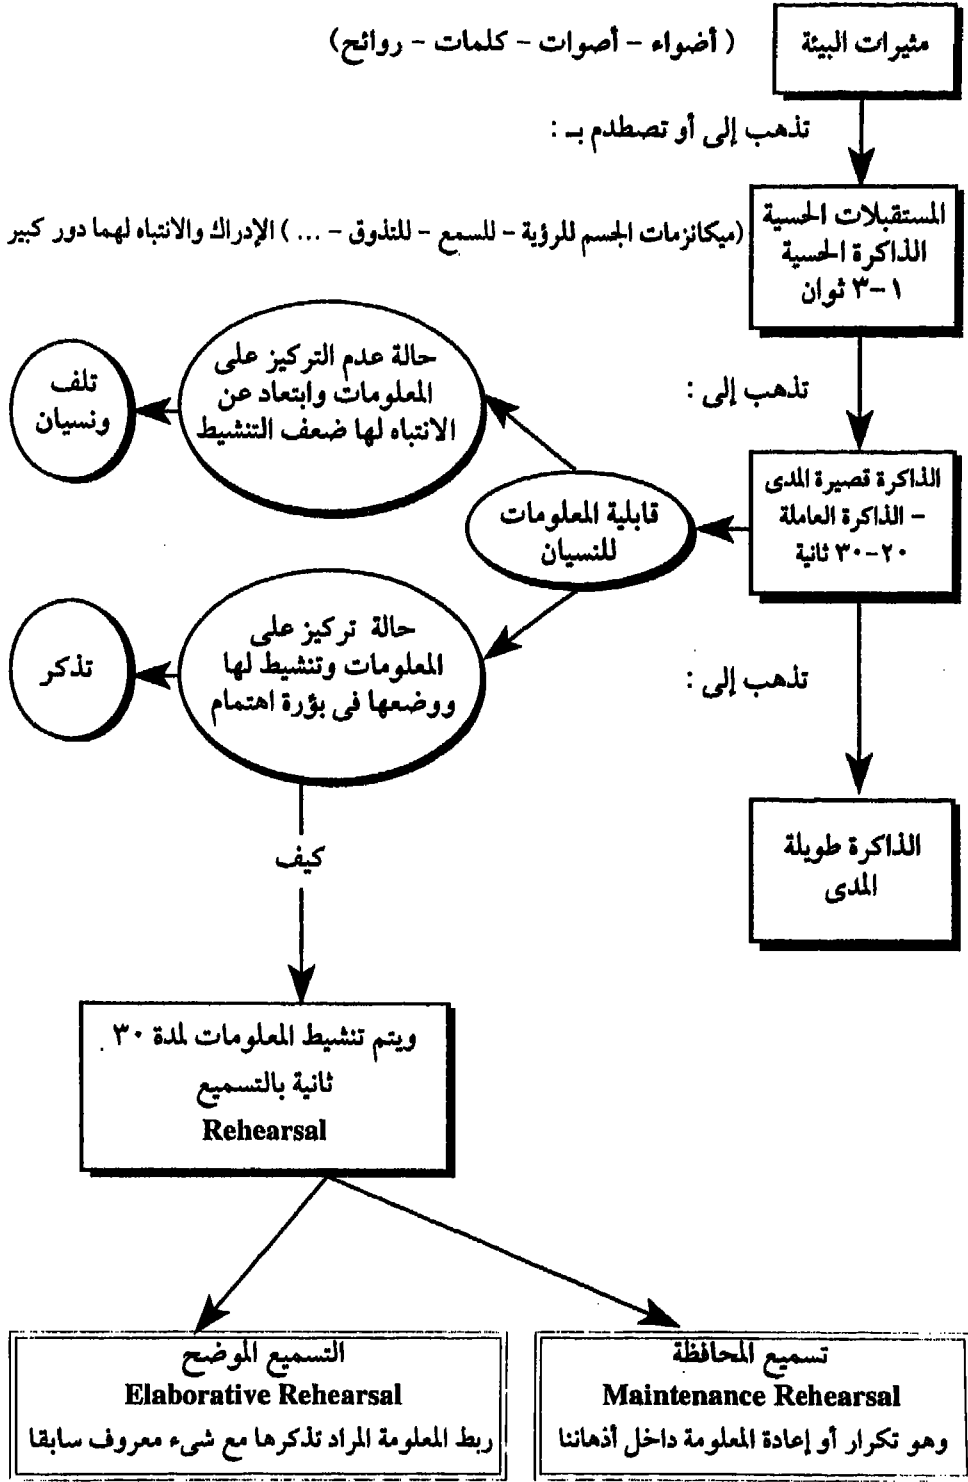 مثيرات البيئة
( أضواء - أصوات - كلمات - روائح)
تذهب إلى أو تصطدم بـ :
المستقبلات الحسية
الذاكرة الحسية
١-٣ ثوان
(ميكانزمات الجسم للرؤية - للسمع - للتذوق - ... ) الإدراك والانتباه لهما دور كبير
تذهب إلى :
الذاكرة قصيرة المدى
- الذاكرة العاملة
٢٠-٣٠ ثانية
قابلية المعلومات
للنسيان
حالة عدم التركيز على
المعلومات وابتعاد عن
الانتباه لها ضعف التنشيط
تلف
ونسيان
حالة تركيز على
المعلومات وتنشيط لها
ووضعها فى بؤرة اهتمام
تذكر
تذهب إلى :
الذاكرة طويلة
المدى
كيف
ويتم تنشيط المعلومات لمدة ٣٠
ثانية بالتسميع
Rehearsal
تسميع المحافظة
Maintenance Rehearsal
وهو تكرار أو إعادة المعلومة داخل أذهاننا
التسميع الموضح
Elaborative Rehearsal
ربط المعلومة المراد تذكرها مع شىء معروف سابقا